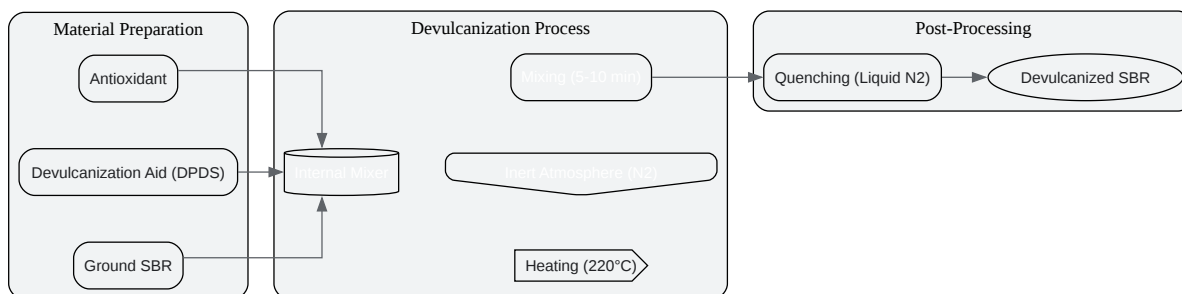 Material Preparation
Antioxidant
Devulcanization Aid (DPDS)
Ground SBR
Devulcanization Process
Mixing (5-10 min)
Internal Mixer
Inert Atmosphere (N2)
Heating (220°C)
Post-Processing
Quenching (Liquid N2)
Devulcanized SBR